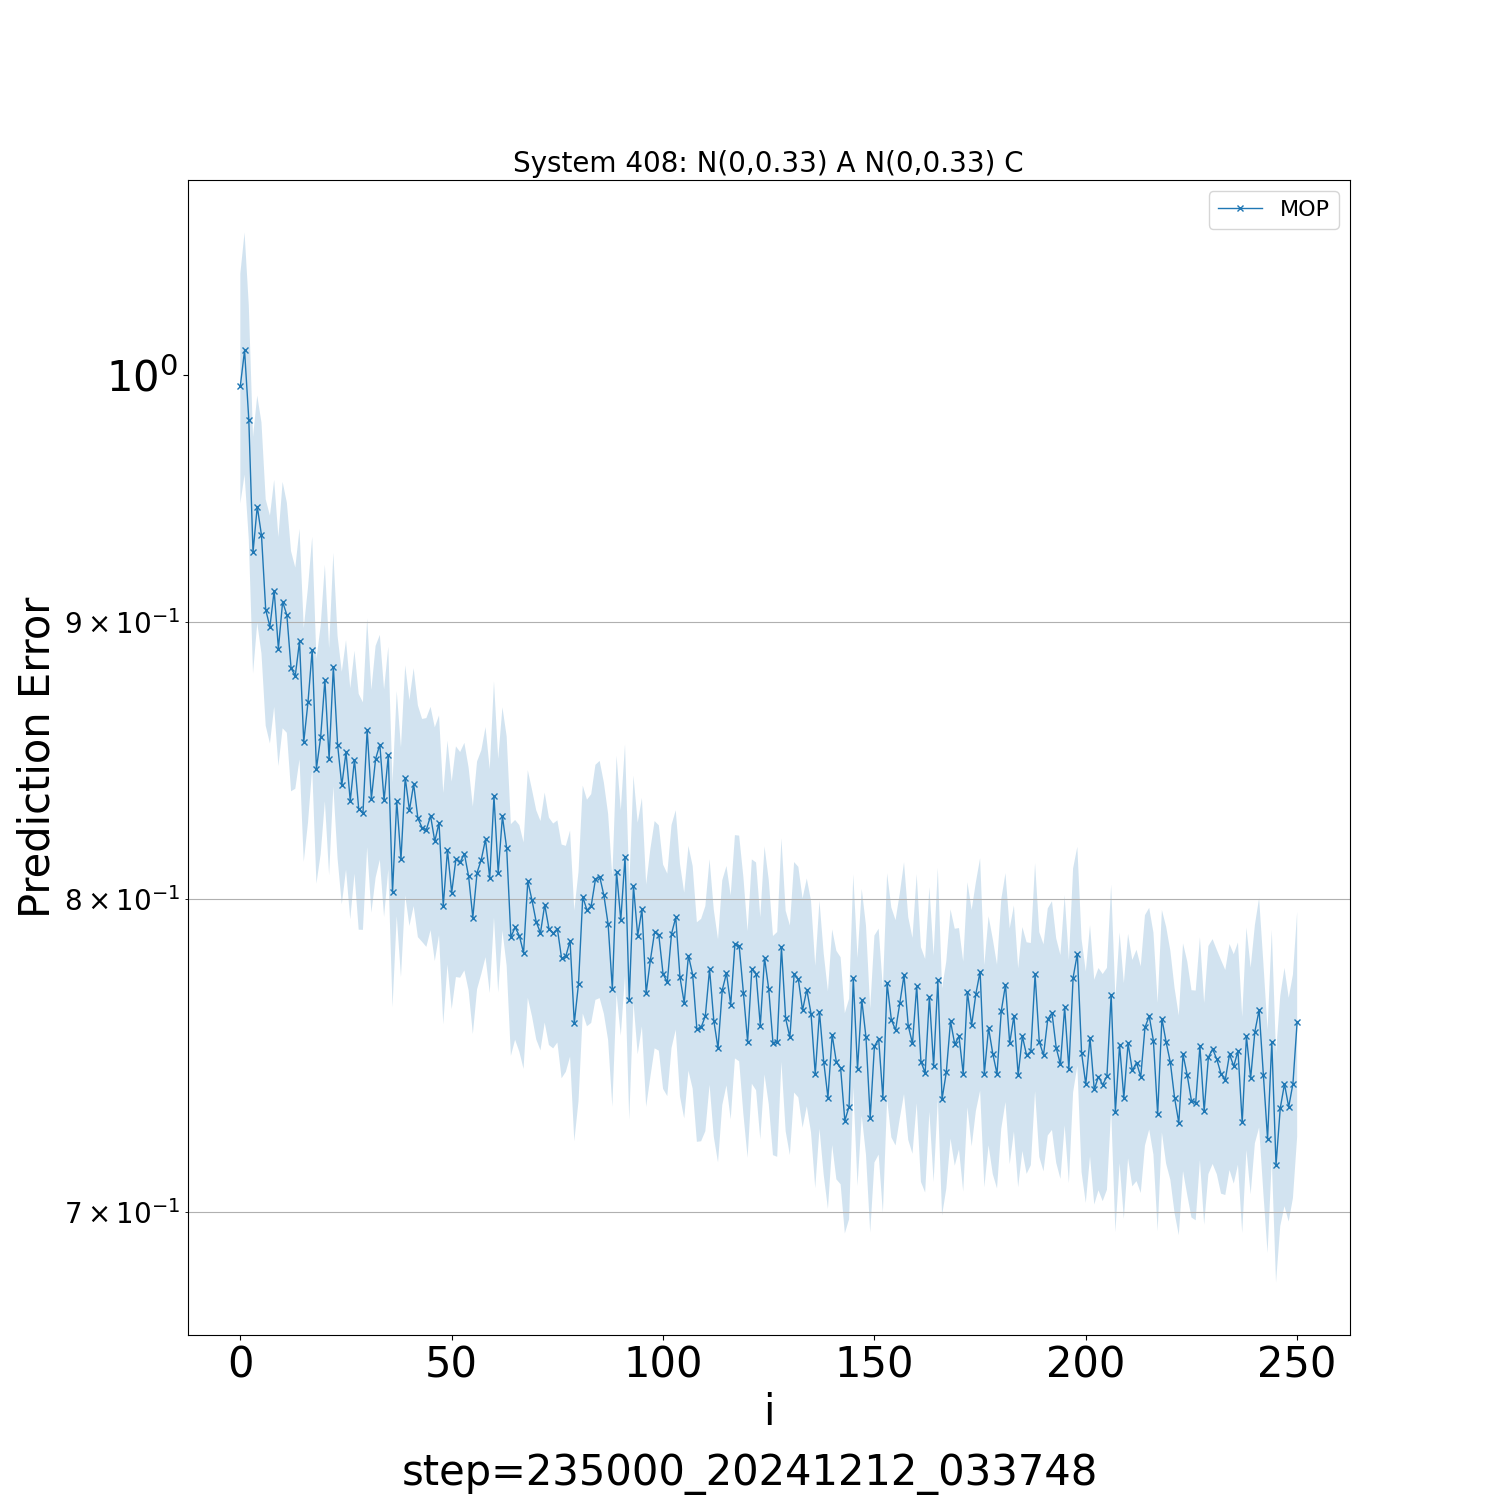 System 408: N(0,0.33) A N(0,0.33) C
MOP
10⁰
9 × 10⁻¹
8 × 10⁻¹
7 × 10⁻¹
Prediction Error
0 50 100 150 200 250
i
step=235000_20241212_033748